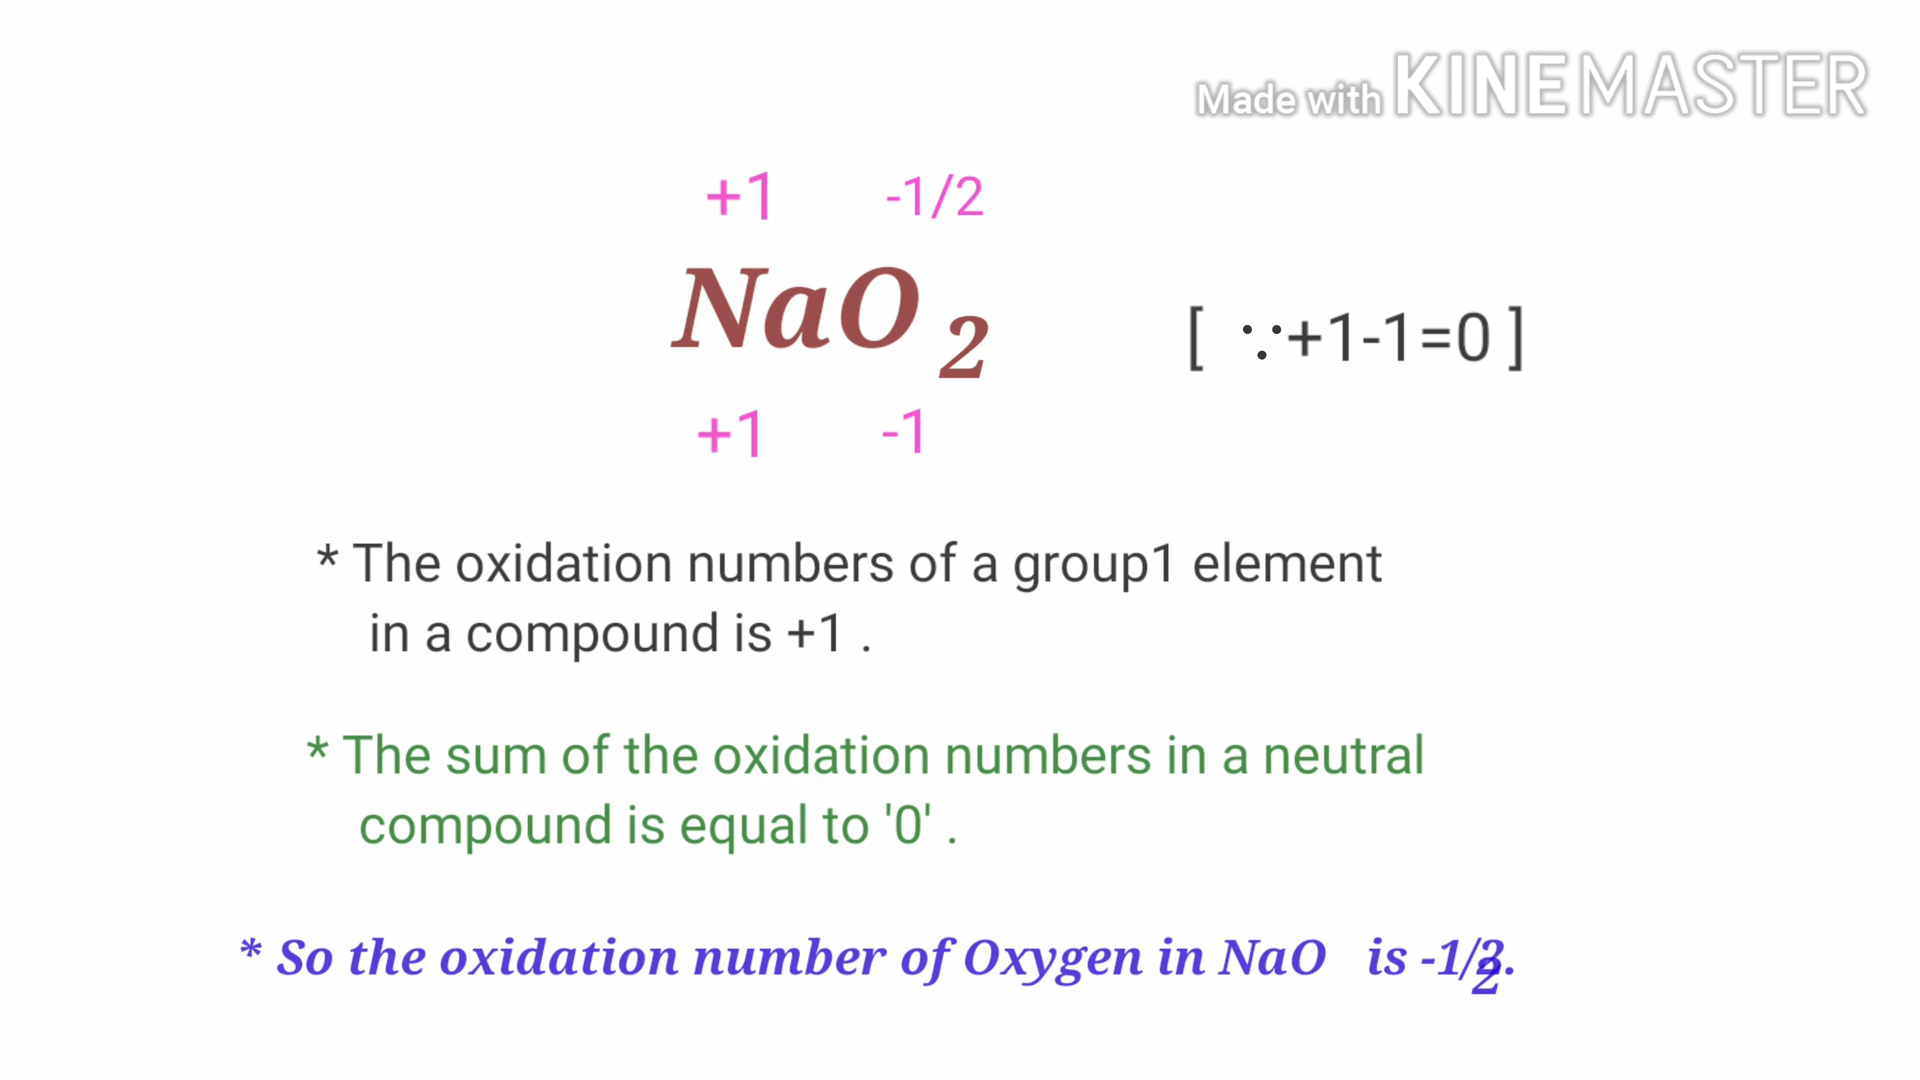 Made with KINEMASTER
+1 -1/2
NaO2 [ ∵+1-1=0 ]
+1 -1
* The oxidation numbers of a group1 element
in a compound is +1 .
* The sum of the oxidation numbers in a neutral
compound is equal to '0' .
* So the oxidation number of Oxygen in NaO is -1/2.
2